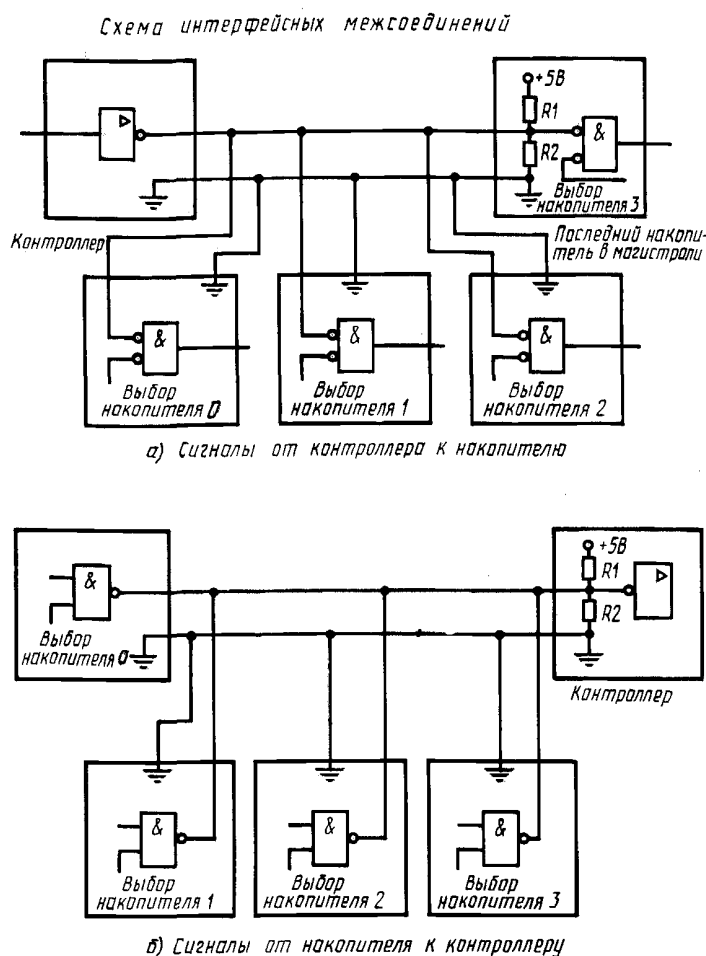 Схема интерфейсных межсоединений
+5В
R1
R2
&
Выбор
накопителя 3
Контроллер
Последний накопи-
тель в магистрали
&
Выбор
накопителя 0
&
Выбор
накопителя 1
&
Выбор
накопителя 2
а) Сигналы от контроллера к накопителю
&
Выбор
накопителя 0
+5В
R1
R2
Контроллер
&
Выбор
накопителя 1
&
Выбор
накопителя 2
&
Выбор
накопителя 3
б) Сигналы от накопителя к контроллеру